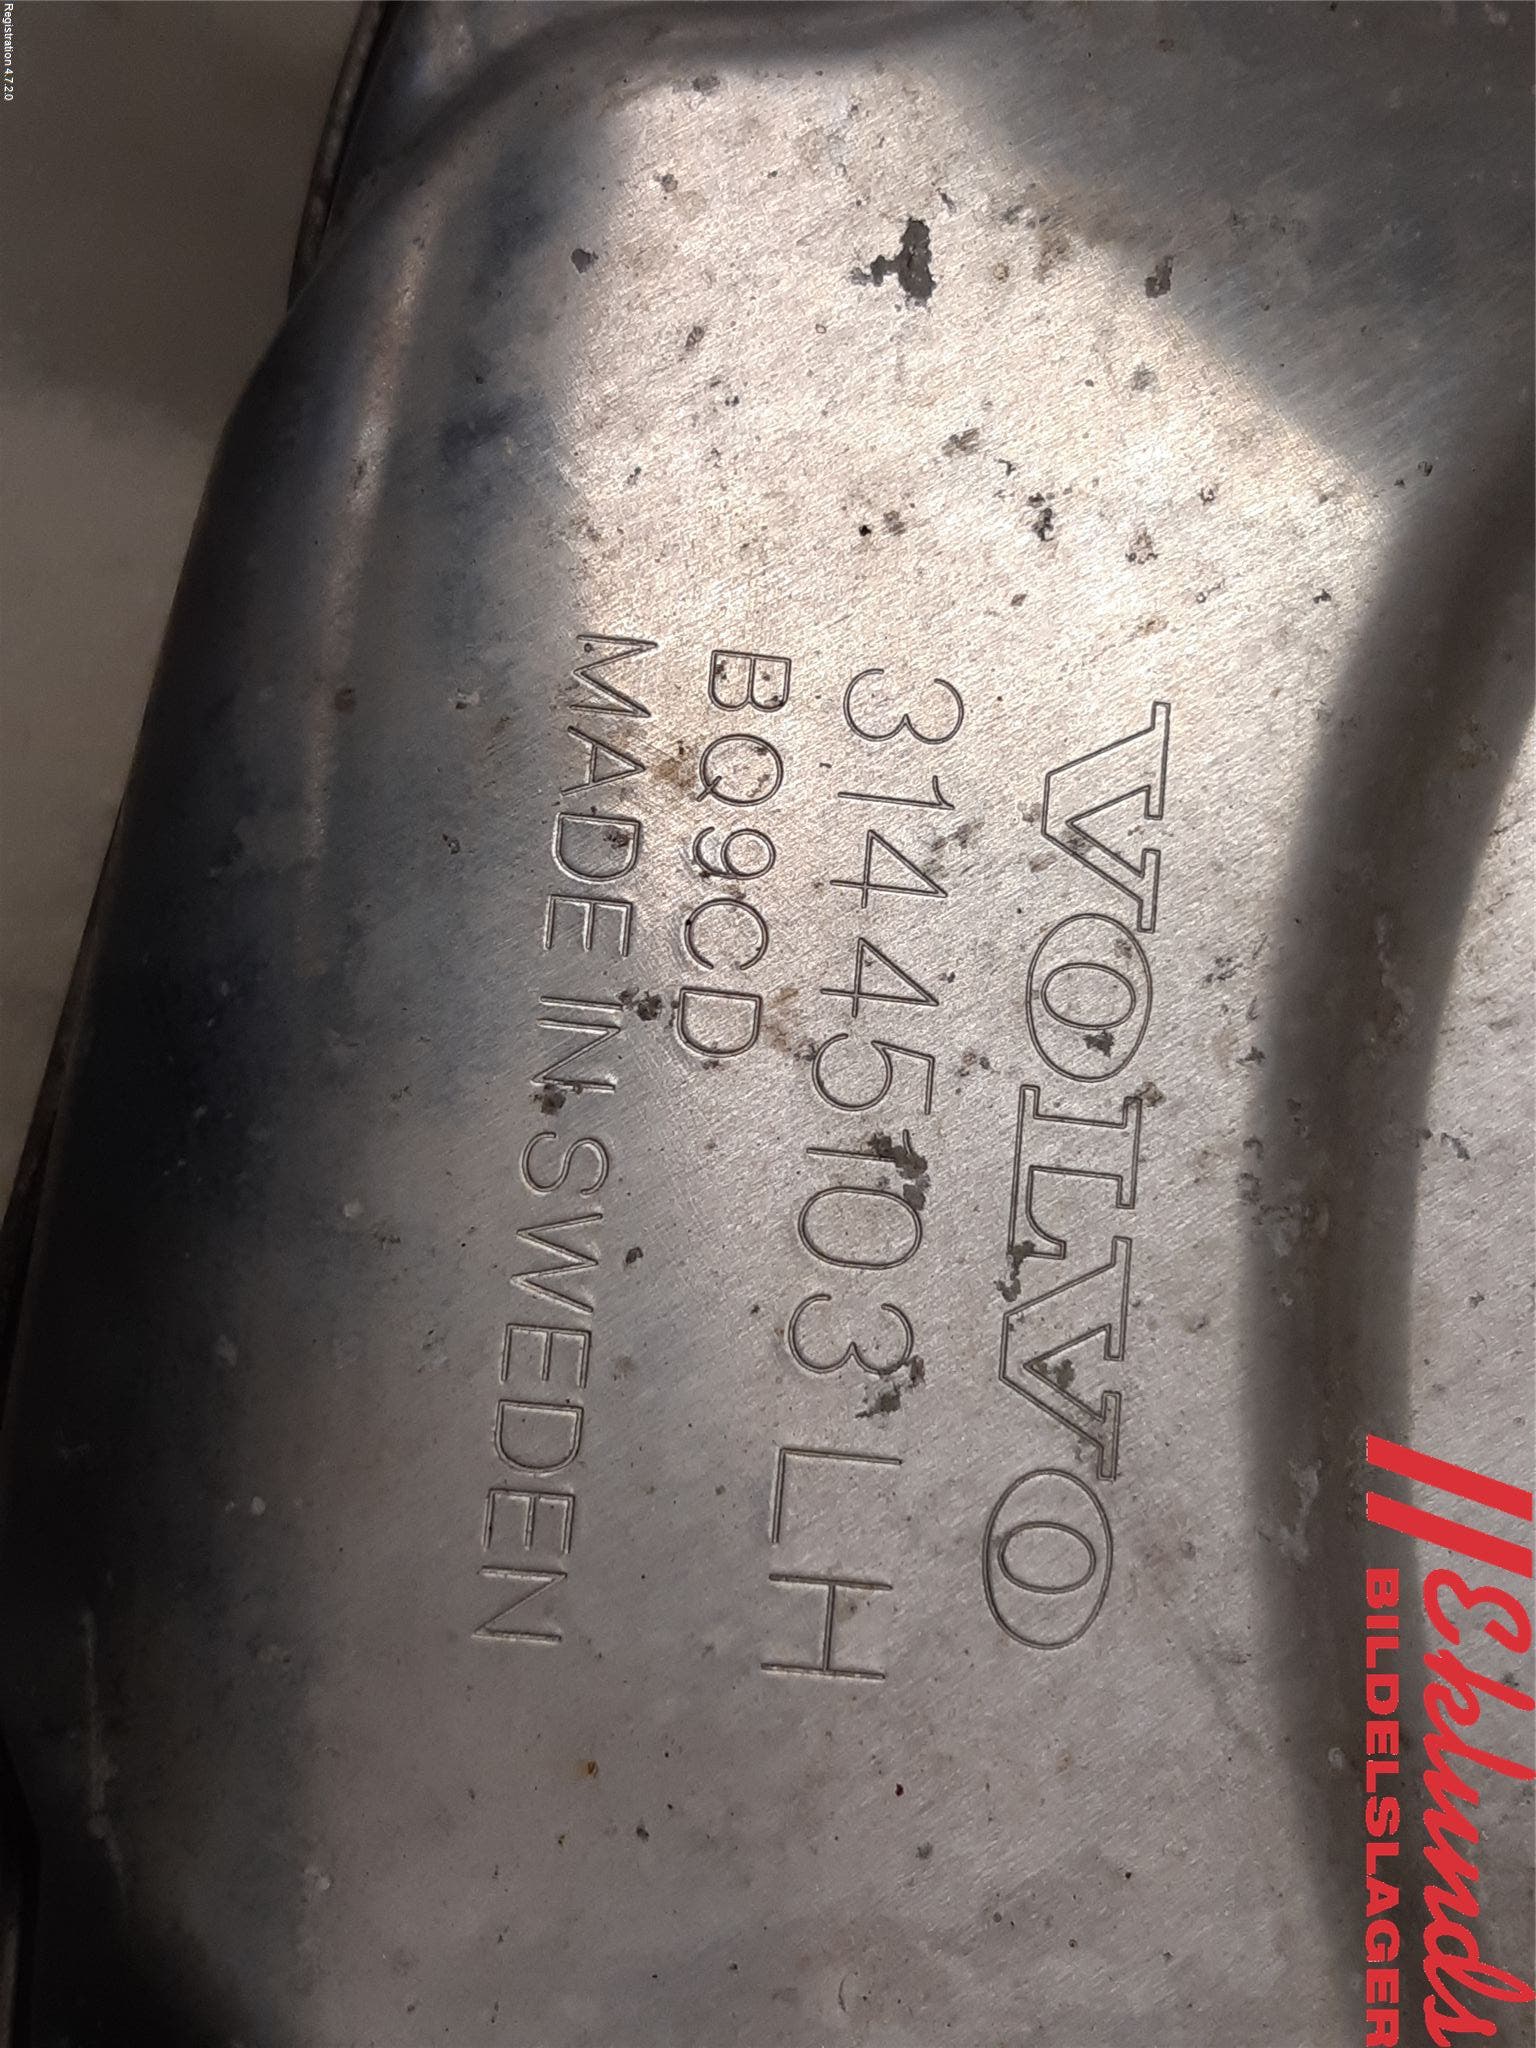 VOLVO
31445103 LH
BQ9CD
MADE IN SWEDEN
Eklunds
BILDELSLAGER
Registration 4.7.2.0